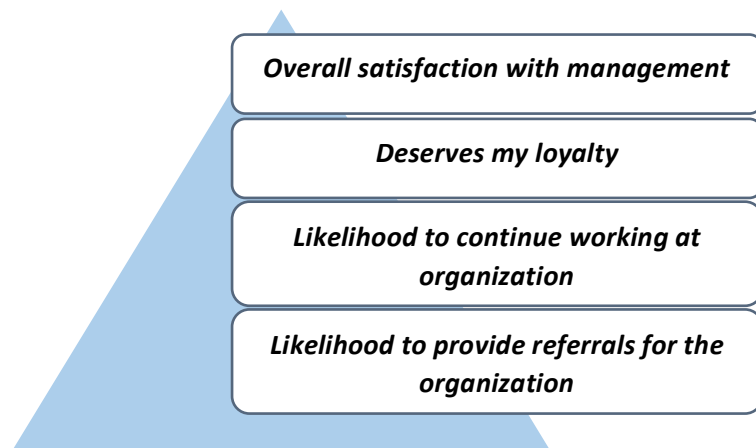 Overall satisfaction with management
Deserves my loyalty
Likelihood to continue working at
organization
Likelihood to provide referrals for the
organization